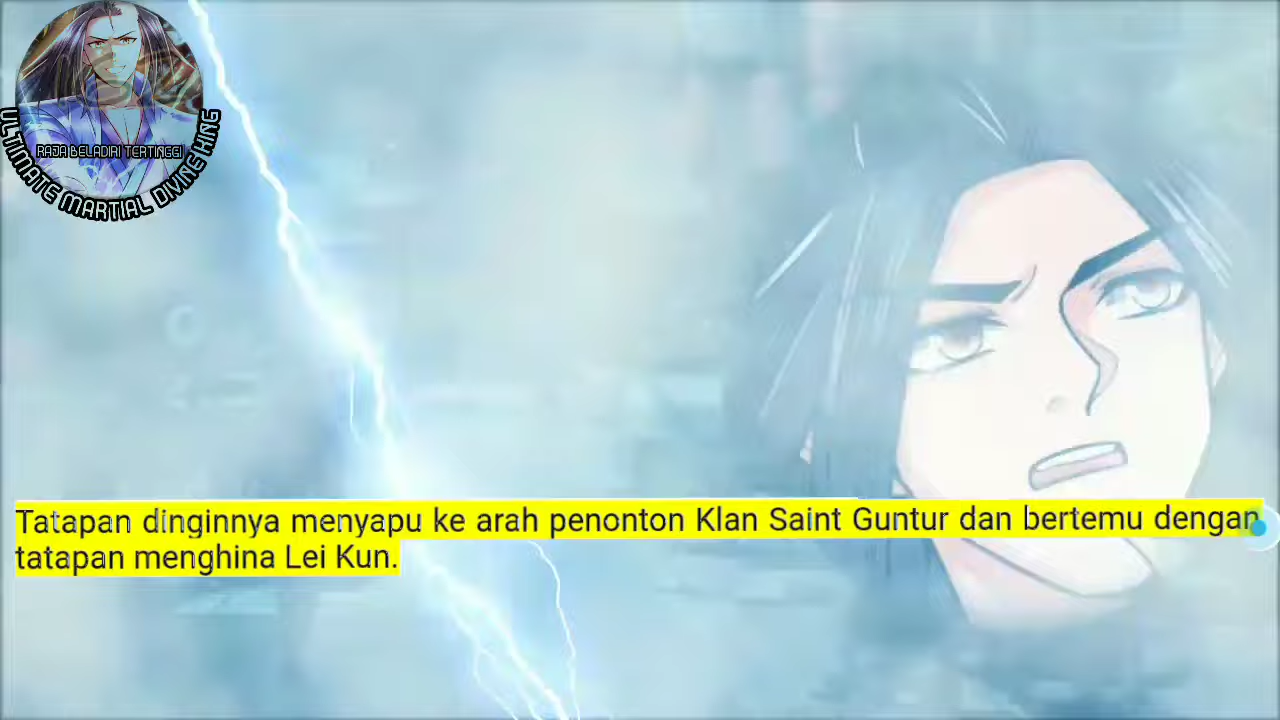 RAJA BELADIRI TERTINGGI
ULTIMATE MARTIAL DIVINE KING
Tatapan dinginnya menyapu ke arah penonton Klan Saint Guntur dan bertemu dengan
tatapan menghina Lei Kun.